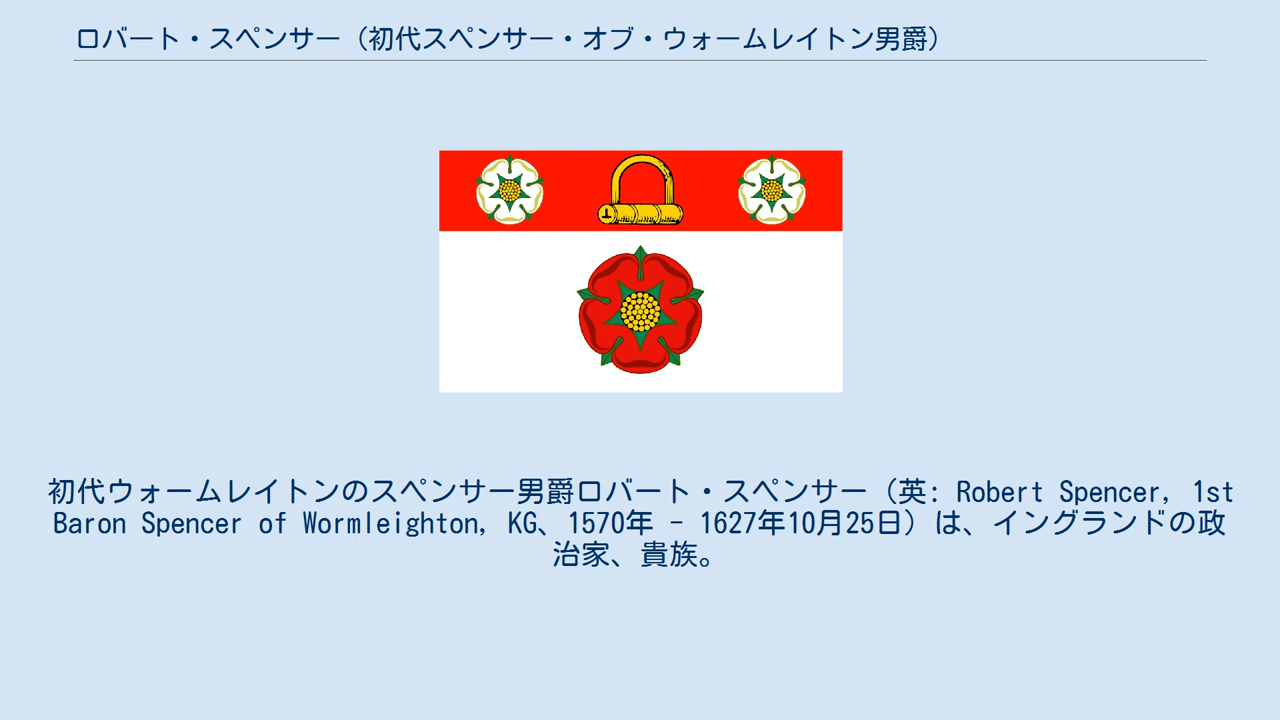 ロバート・スペンサー（初代スペンサー・オブ・ウォームレイトン男爵）
初代ウォームレイトンのスペンサー男爵ロバート・スペンサー（英: Robert Spencer, 1st
Baron Spencer of Wormleighton, KG、1570年 - 1627年10月25日）は、イングランドの政
治家、貴族。